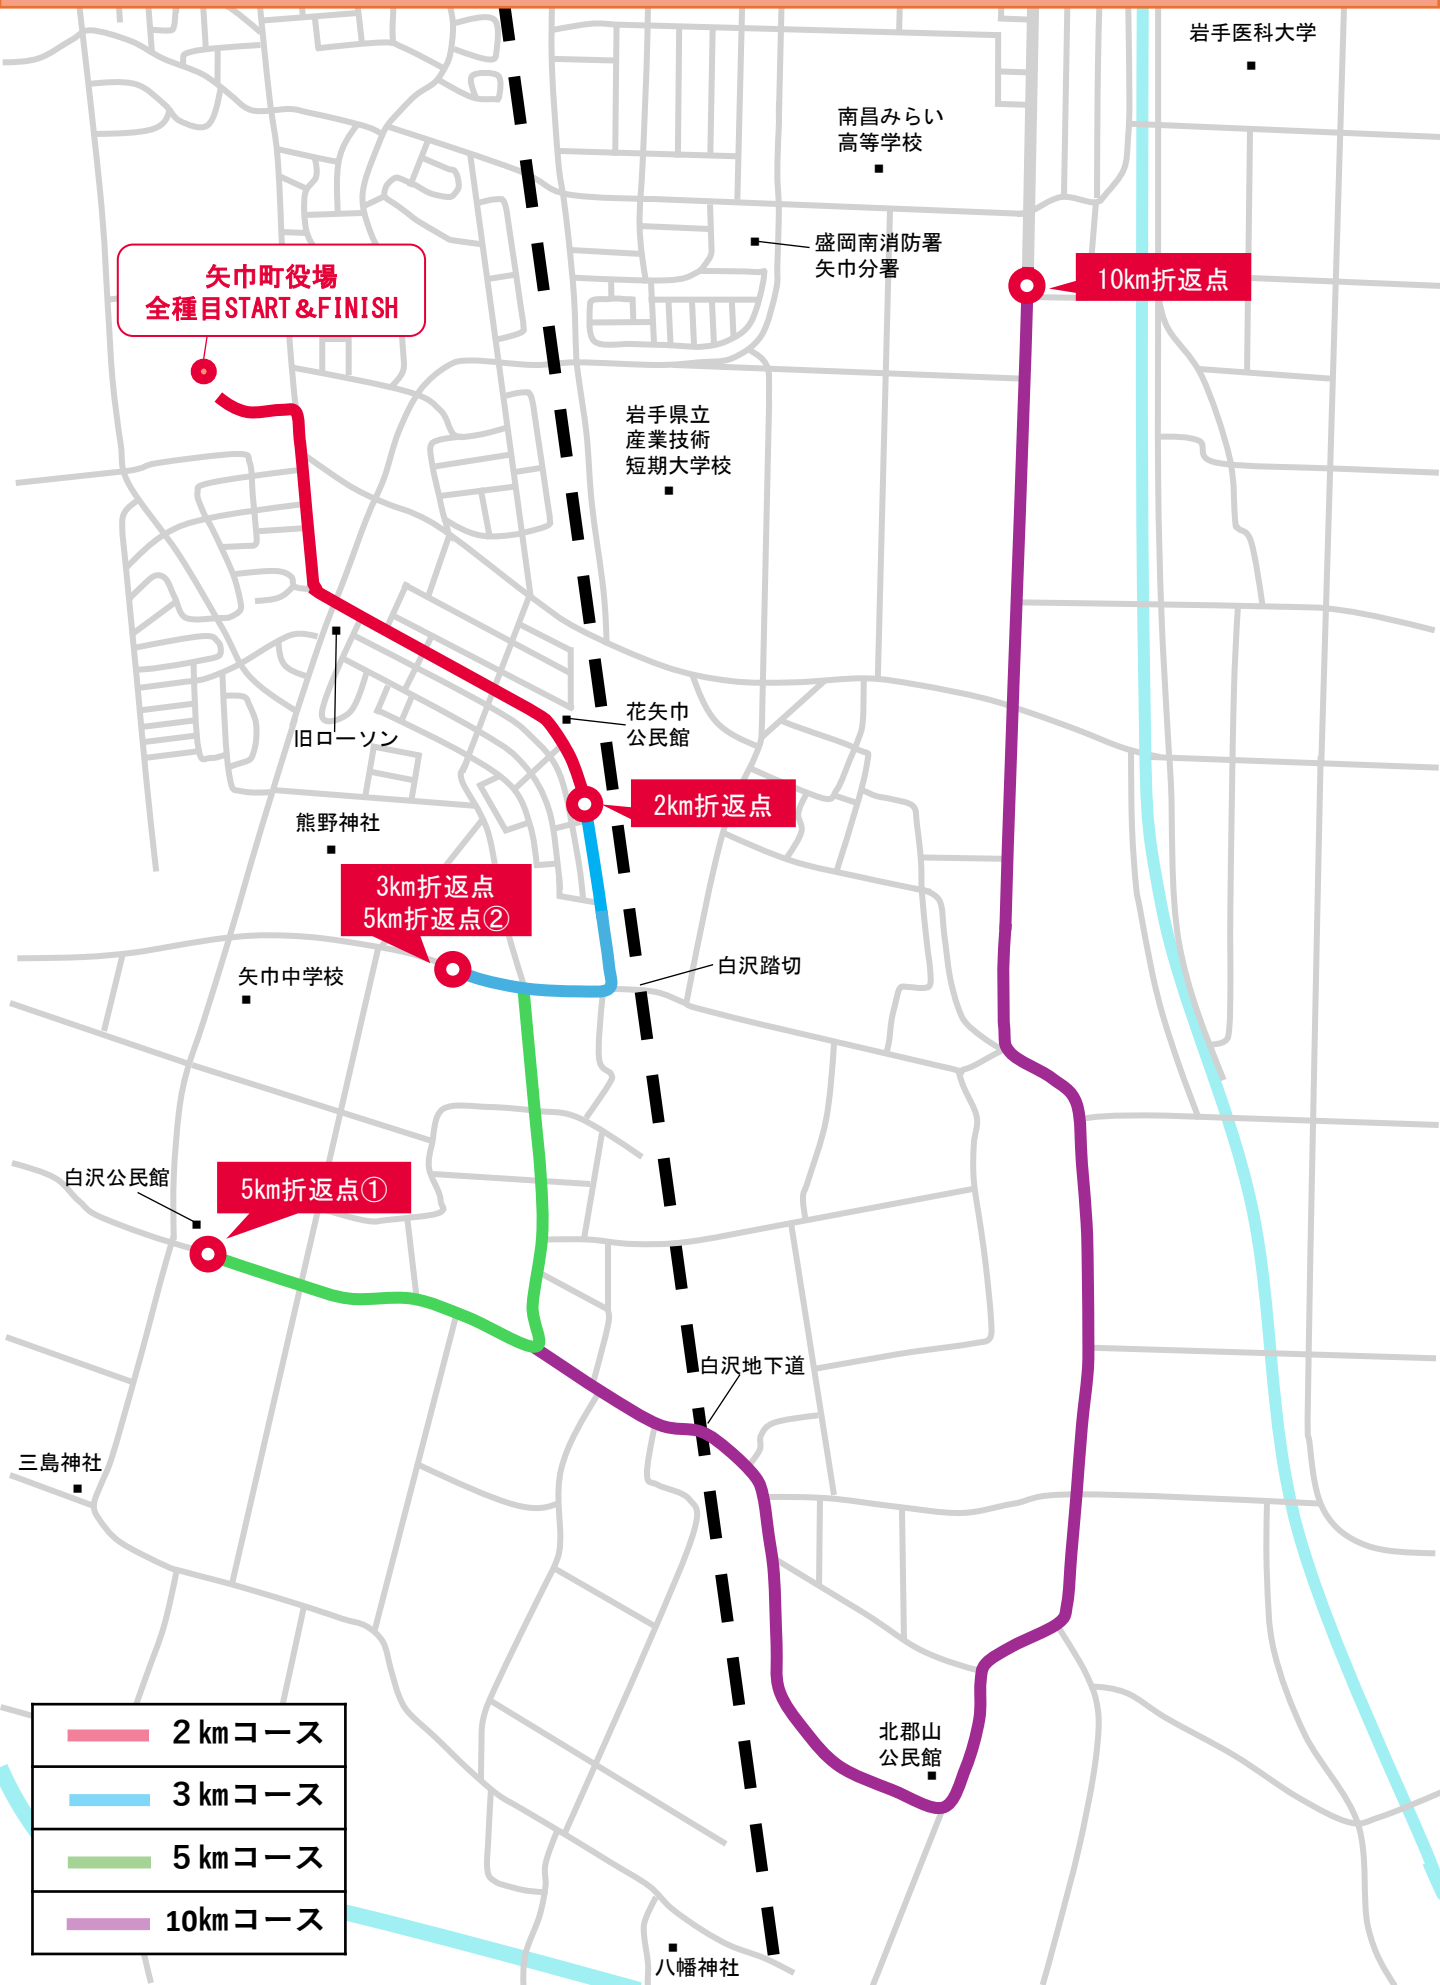 岩手医科大学
南昌みらい
高等学校
盛岡南消防署
矢巾分署
矢巾町役場
全種目START&FINISH
10km折返点
岩手県立
産業技術
短期大学校
旧ローソン
花矢巾
公民館
2km折返点
熊野神社
3km折返点
5km折返点②
白沢踏切
矢巾中学校
白沢公民館
5km折返点①
白沢地下道
三島神社
北郡山
公民館
2kmコース
3kmコース
5kmコース
10kmコース
八幡神社